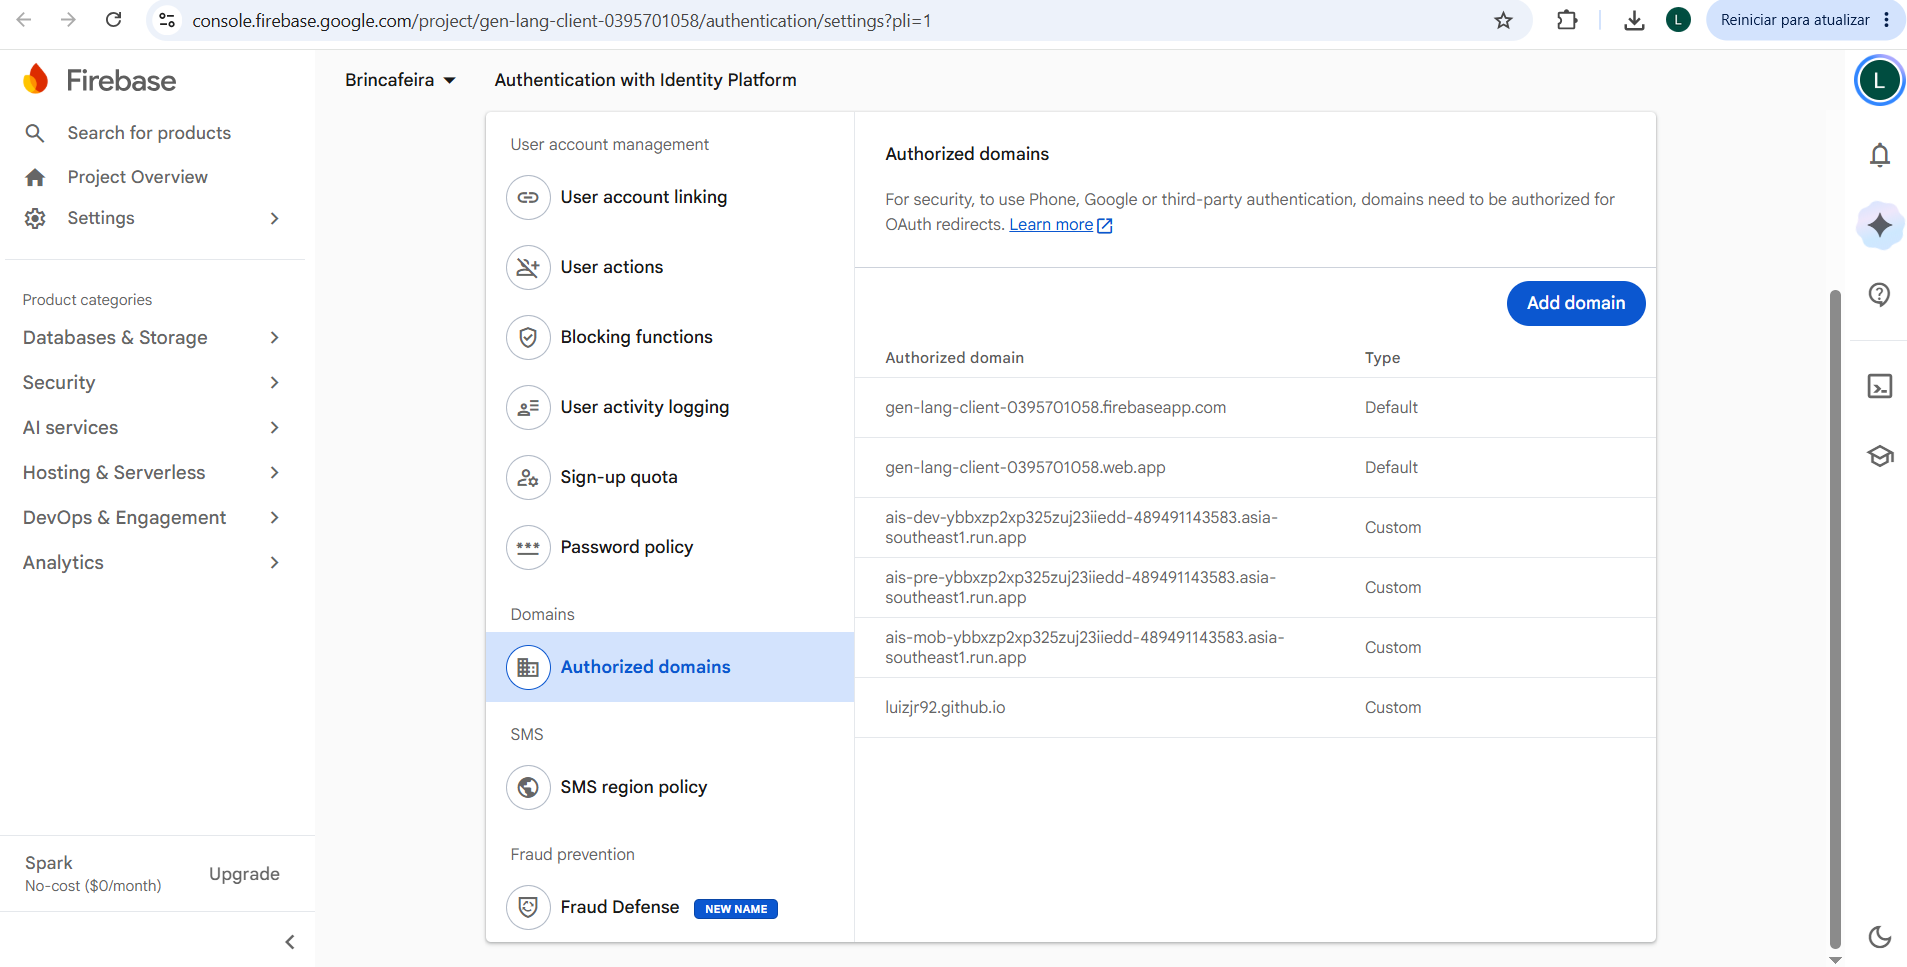 console.firebase.google.com/project/gen-lang-client-0395701058/authentication/settings?pli=1
L
Reiniciar para atualizar
Firebase
Search for products
Project Overview
Settings
Product categories
Databases & Storage
Security
AI services
Hosting & Serverless
DevOps & Engagement
Analytics
Spark
No-cost ($0/month)
Upgrade
Brincafeira
Authentication with Identity Platform
L
User account management
User account linking
User actions
Blocking functions
User activity logging
Sign-up quota
Password policy
Domains
Authorized domains
SMS
SMS region policy
Fraud prevention
Fraud Defense NEW NAME
Authorized domains
For security, to use Phone, Google or third-party authentication, domains need to be authorized for
OAuth redirects. Learn more
Add domain
Authorized domain Type
gen-lang-client-0395701058.firebaseapp.com Default
gen-lang-client-0395701058.web.app Default
ais-dev-ybbxzp2xp325zuj23iiedd-489491143583.asia-
southeast1.run.app Custom
ais-pre-ybbxzp2xp325zuj23iiedd-489491143583.asia-
southeast1.run.app Custom
ais-mob-ybbxzp2xp325zuj23iiedd-489491143583.asia-
southeast1.run.app Custom
luizjr92.github.io Custom